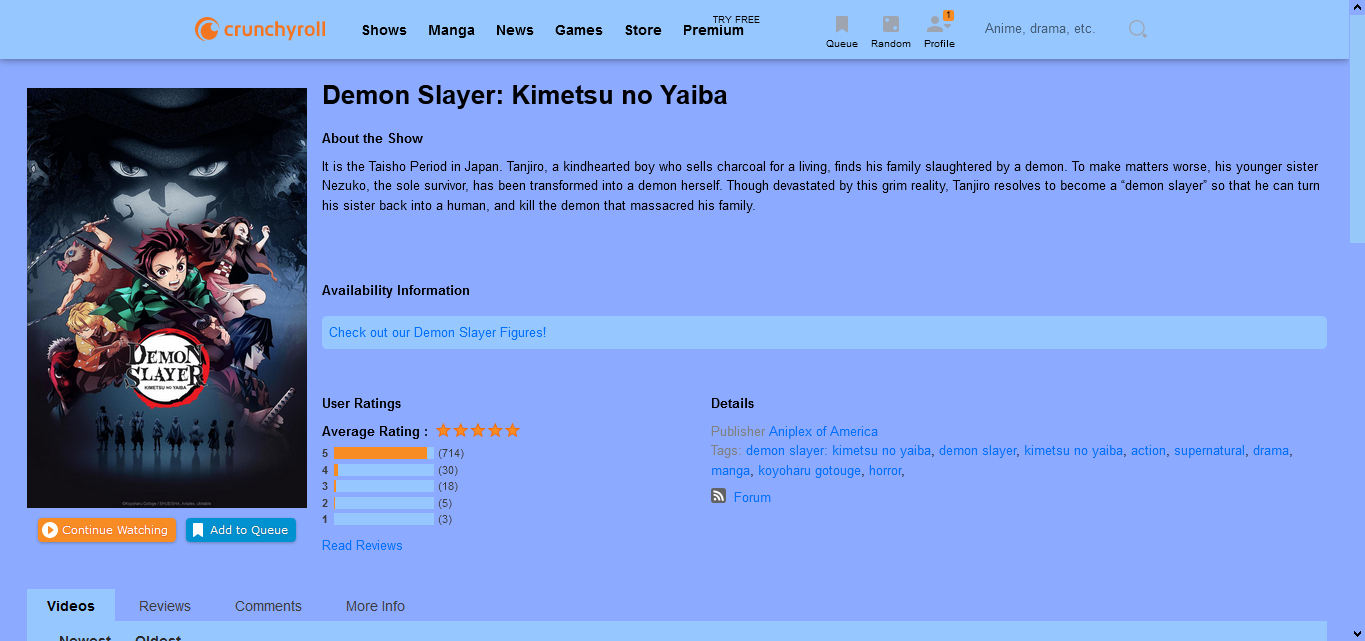 crunchyroll
Shows
Manga
News
Games
Store
Premium
TRY FREE
Queue
Random
1
Profile
Anime, drama, etc.
Demon Slayer: Kimetsu no Yaiba
About the Show
It is the Taisho Period in Japan. Tanjiro, a kindhearted boy who sells charcoal for a living, finds his family slaughtered by a demon. To make matters worse, his younger sister
Nezuko, the sole survivor, has been transformed into a demon herself. Though devastated by this grim reality, Tanjiro resolves to become a “demon slayer” so that he can turn
his sister back into a human, and kill the demon that massacred his family.
Availability Information
Check out our Demon Slayer Figures!
DEMON
SLAYER
KIMETSU NO YAIBA
Continue Watching
Add to Queue
User Ratings
Average Rating :
5 (714)
4 (30)
3 (18)
2 (5)
1 (3)
Read Reviews
Details
Publisher Aniplex of America
Tags: demon slayer: kimetsu no yaiba, demon slayer, kimetsu no yaiba, action, supernatural, drama,
manga, koyoharu gotouge, horror,
Forum
Videos
Reviews
Comments
More Info
Newest
Oldest